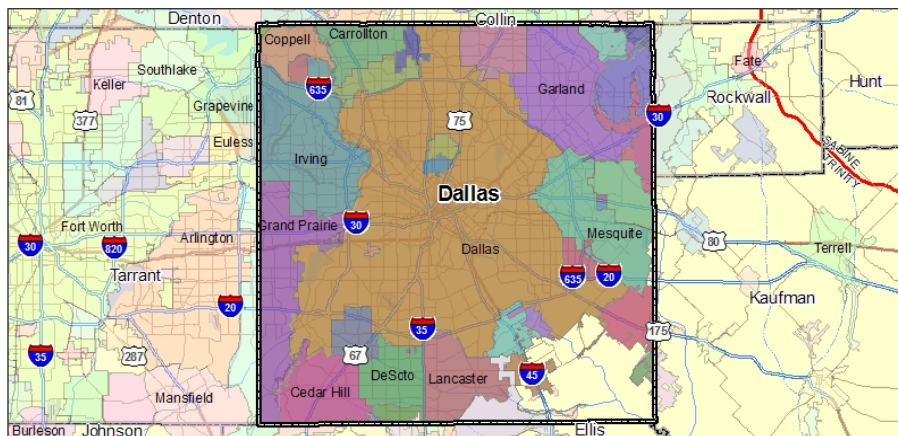 Denton
Collin
Coppell
Carrollton
Southlake
Keller
Fate
Hunt
81
635
Garland
Rockwall
Grapevine
377
75
30
Euless
Irving
SABINE
TRINITY
Dallas
Fort Worth
Grand Prairie
30
Arlington
Mesquite
30
820
Dallas
80
Terrell
Tarrant
635
20
Kaufman
20
35
175
35
287
67
DeSoto
Lancaster
45
Cedar Hill
Mansfield
Burleson
Johnson
Ellis